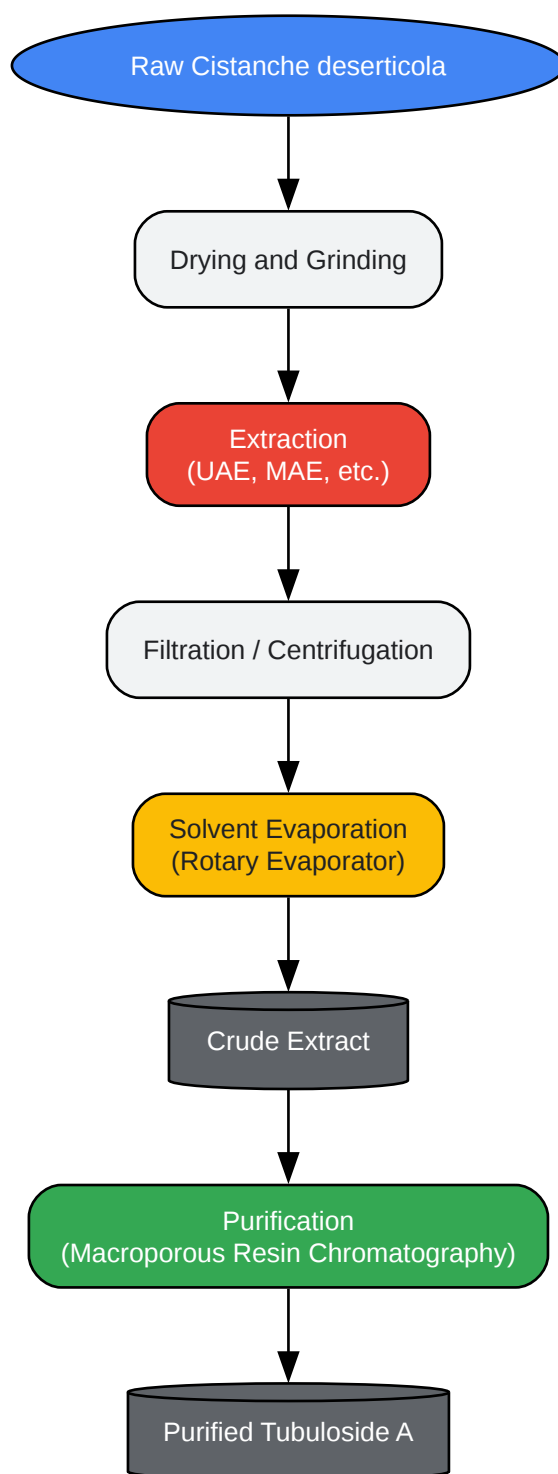 Raw Cistanche deserticola
Drying and Grinding
Extraction
(UAE, MAE, etc.)
Filtration / Centrifugation
Solvent Evaporation
(Rotary Evaporator)
Crude Extract
Purification
(Macroporous Resin Chromatography)
Purified Tubuloside A